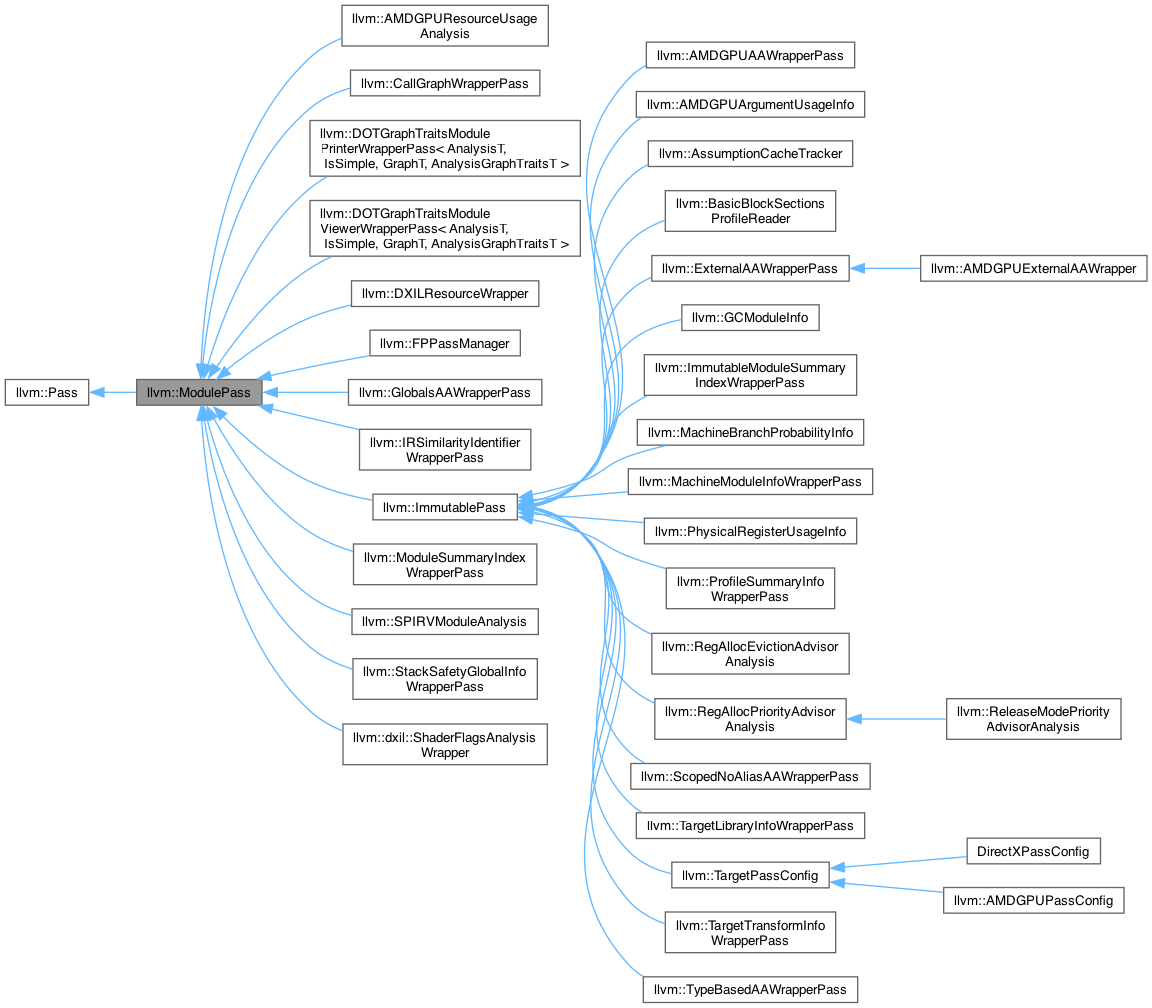 llvm::Pass
llvm::ModulePass
llvm::AMDGPUResourceUsage
Analysis
llvm::CallGraphWrapperPass
llvm::DOTGraphTraitsModule
PrinterWrapperPass< AnalysisT,
IsSimple, GraphT, AnalysisGraphTraitsT >
llvm::DOTGraphTraitsModule
ViewerWrapperPass< AnalysisT,
IsSimple, GraphT, AnalysisGraphTraitsT >
llvm::DXILResourceWrapper
llvm::FPPassManager
llvm::GlobalsAAWrapperPass
llvm::IRSimilarityIdentifier
WrapperPass
llvm::ImmutablePass
llvm::ModuleSummaryIndex
WrapperPass
llvm::SPIRVModuleAnalysis
llvm::StackSafetyGlobalInfo
WrapperPass
llvm::dxil::ShaderFlagsAnalysis
Wrapper
llvm::AMDGPUAAWrapperPass
llvm::AMDGPUArgumentUsageInfo
llvm::AssumptionCacheTracker
llvm::BasicBlockSections
ProfileReader
llvm::ExternalAAWrapperPass
llvm::AMDGPUExternalAAWrapper
llvm::GCModuleInfo
llvm::ImmutableModuleSummary
IndexWrapperPass
llvm::MachineBranchProbabilityInfo
llvm::MachineModuleInfoWrapperPass
llvm::PhysicalRegisterUsageInfo
llvm::ProfileSummaryInfo
WrapperPass
llvm::RegAllocEvictionAdvisor
Analysis
llvm::RegAllocPriorityAdvisor
Analysis
llvm::ReleaseModePriority
AdvisorAnalysis
llvm::ScopedNoAliasAAWrapperPass
llvm::TargetLibraryInfoWrapperPass
llvm::TargetPassConfig
DirectXPassConfig
llvm::AMDGPUPassConfig
llvm::TargetTransformInfo
WrapperPass
llvm::TypeBasedAAWrapperPass